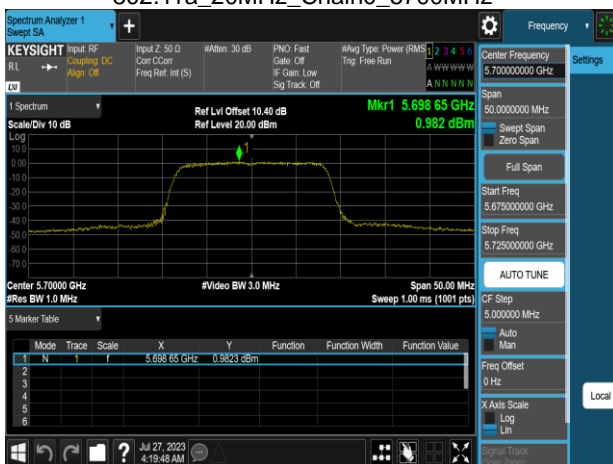 802.11a_20MHz_Chain0_5700MHz
Spectrum Analyzer 1
Swept SA
Frequency
KEYSIGHT Input: RF Input Z: 50 Ω #Atten: 30 dB PNO: Fast #Avg Type: Power (RMS 1 2 3 4 5 6
RL Coupling: DC Corr CCorr Gate: Off Trig: Free Run A WW WW W
Align: Off Freq Ref: Int (S) IF Gain: Low
LXI Sig Track: Off A N N N N N
Center Frequency Settings
5.700000000 GHz
1 Spectrum Ref Lvl Offset 10.40 dB Mkr1 5.698 65 GHz
Scale/Div 10 dB Ref Level 20.00 dBm 0.982 dBm
Log
10.0
0.00
-10.0
-20.0
-30.0
-40.0
-50.0
-60.0
-70.0
1
Center 5.70000 GHz #Video BW 3.0 MHz Span 50.00 MHz
#Res BW 1.0 MHz Sweep 1.00 ms (1001 pts)
Span
50.0000000 MHz
Swept Span
Zero Span
Full Span
Start Freq
5.675000000 GHz
Stop Freq
5.725000000 GHz
AUTO TUNE
CF Step
5.000000 MHz
Auto
Man
Freq Offset
0 Hz
X Axis Scale
Log
Lin
Local
Signal Track
(Span Zoom)
5 Marker Table
Mode Trace Scale X Y Function Function Width Function Value
1 N 1 f 5.698 65 GHz 0.9823 dBm
2
3
4
5
6
? Jul 27, 2023
4:19:48 AM